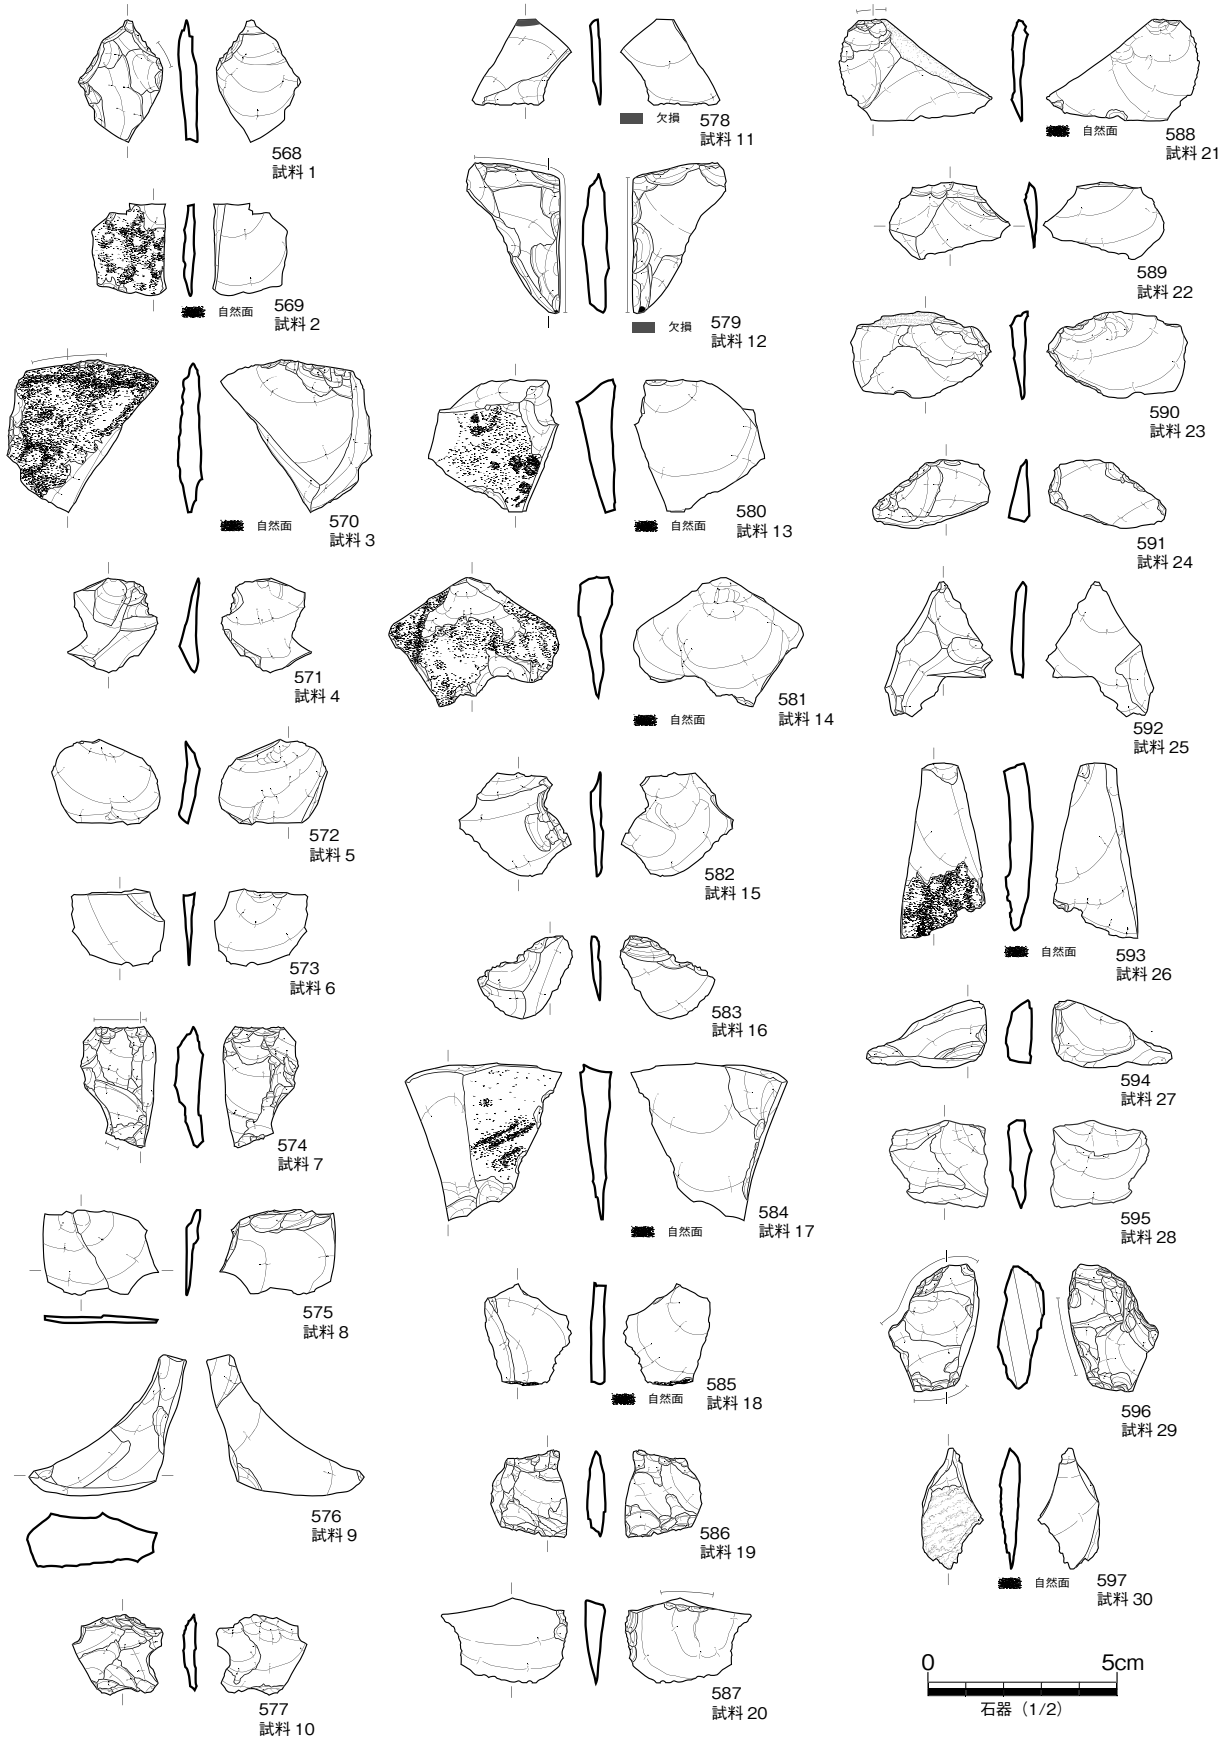 568
試料 1
自然面
569
試料 2
自然面
570
試料 3
571
試料 4
572
試料 5
573
試料 6
574
試料 7
575
試料 8
576
試料 9
577
試料 10
欠損
578
試料 11
欠損
579
試料 12
自然面
580
試料 13
自然面
581
試料 14
582
試料 15
583
試料 16
自然面
584
試料 17
自然面
585
試料 18
586
試料 19
587
試料 20
自然面
588
試料 21
589
試料 22
590
試料 23
591
試料 24
592
試料 25
自然面
593
試料 26
594
試料 27
595
試料 28
596
試料 29
自然面
597
試料 30
0 5cm
石器（1/2）